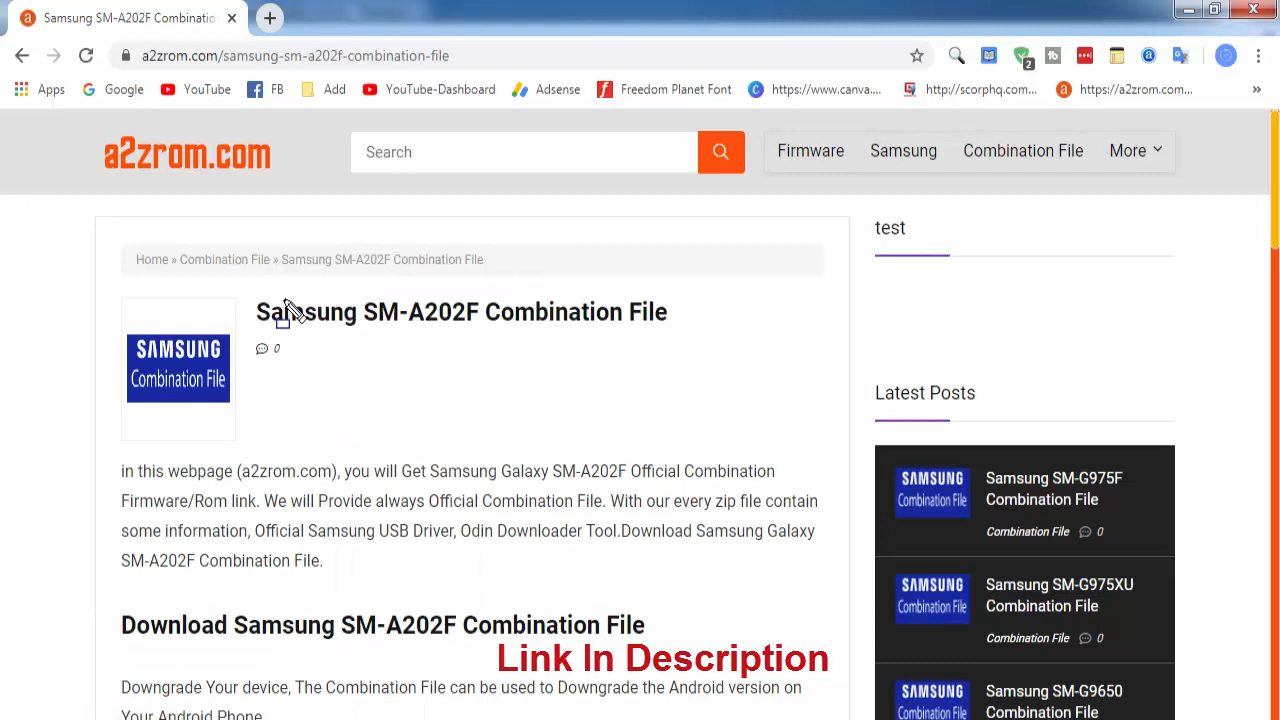 Samsung SM-A202F Combinatio
a2zrom.com/samsung-sm-a202f-combination-file
2
Apps
Google
YouTube
FB
Add
YouTube-Dashboard
Adsense
Freedom Planet Font
https://www.canva....
http://scorphq.com...
https://a2zrom.com...
»
a2zrom.com
Search
Firmware
Samsung
Combination File
More
Home » Combination File » Samsung SM-A202F Combination File
SAMSUNG
Combination File
Samsung SM-A202F Combination File
0
in this webpage (a2zrom.com), you will Get Samsung Galaxy SM-A202F Official Combination
Firmware/Rom link. We will Provide always Official Combination File. With our every zip file contain
some information, Official Samsung USB Driver, Odin Downloader Tool.Download Samsung Galaxy
SM-A202F Combination File.
Download Samsung SM-A202F Combination File
Link In Description
Downgrade Your device, The Combination File can be used to Downgrade the Android version on
Your Android Phone
test
Latest Posts
SAMSUNG
Combination File
Samsung SM-G975F
Combination File
Combination File
0
SAMSUNG
Combination File
Samsung SM-G975XU
Combination File
Combination File
0
SAMSUNG
Combination File
Samsung SM-G9650
Combination File